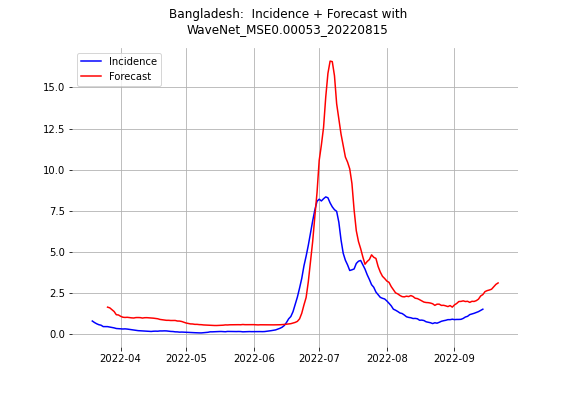 Bangladesh:  Incidence + Forecast with
WaveNet_MSE0.00053_20220815
Incidence
Forecast
15.0
12.5
10.0
7.5
5.0
2.5
0.0
2022-04 2022-05 2022-06 2022-07 2022-08 2022-09